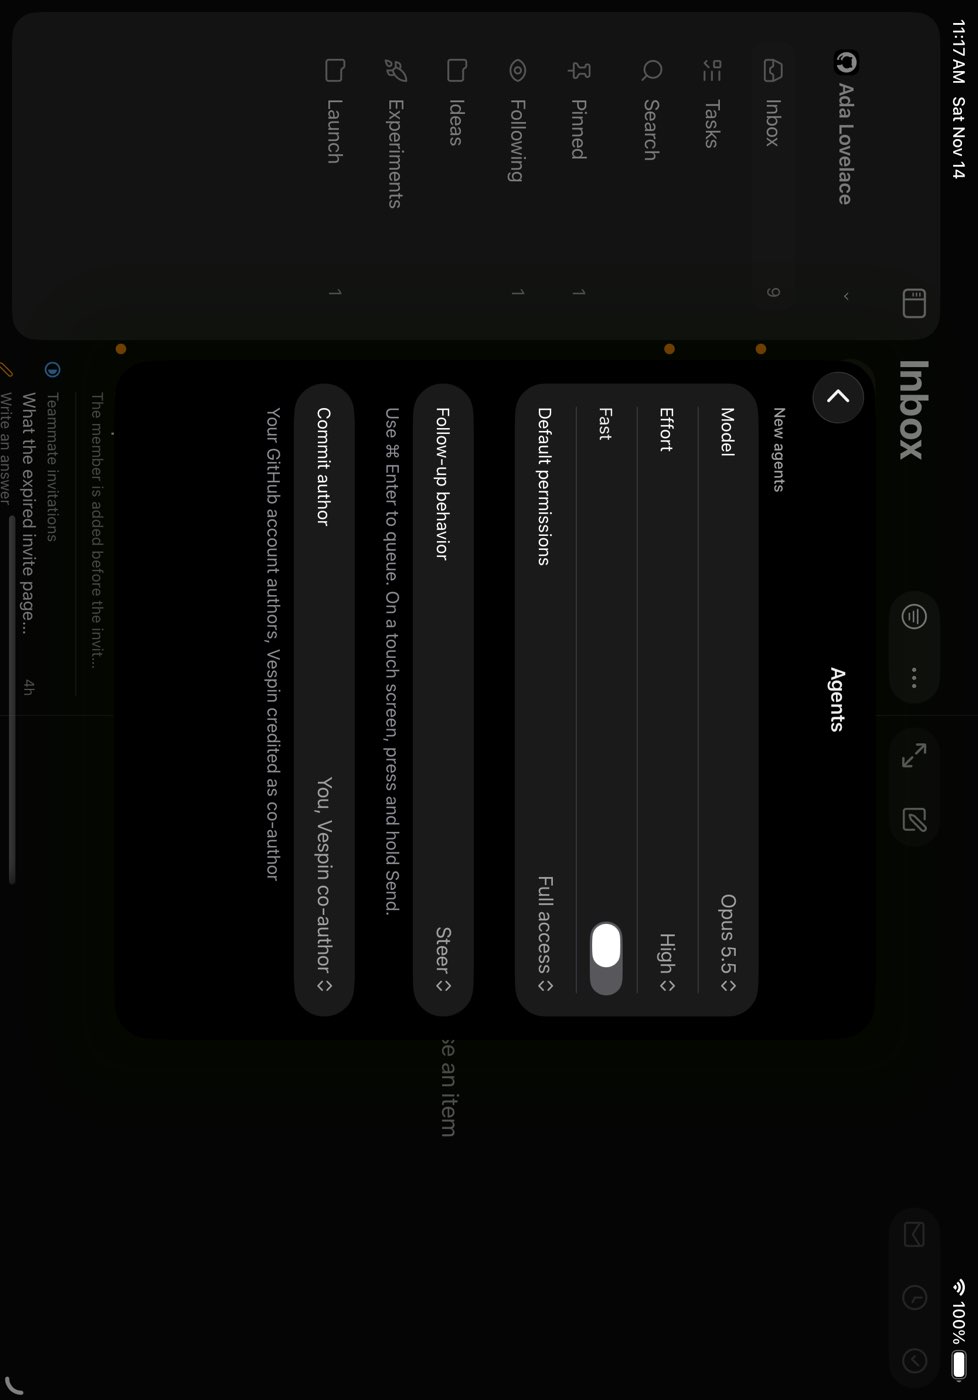 11:17 AM Sat Nov 14
100%
Ada Lovelace
Inbox 9
Tasks
Search
Pinned 1
Following 1
Ideas
Experiments
Launch 1
Inbox
Agents
New agents
Model Opus 5.5
Effort High
Fast
Default permissions Full access
Follow-up behavior Steer
Use ⌘ Enter to queue. On a touch screen, press and hold Send.
Commit author You, Vespin co-author
Your GitHub account authors, Vespin credited as co-author
an item
The member is added before the invit...
Teammate invitations
What the expired invite page... 4h
Write an answer